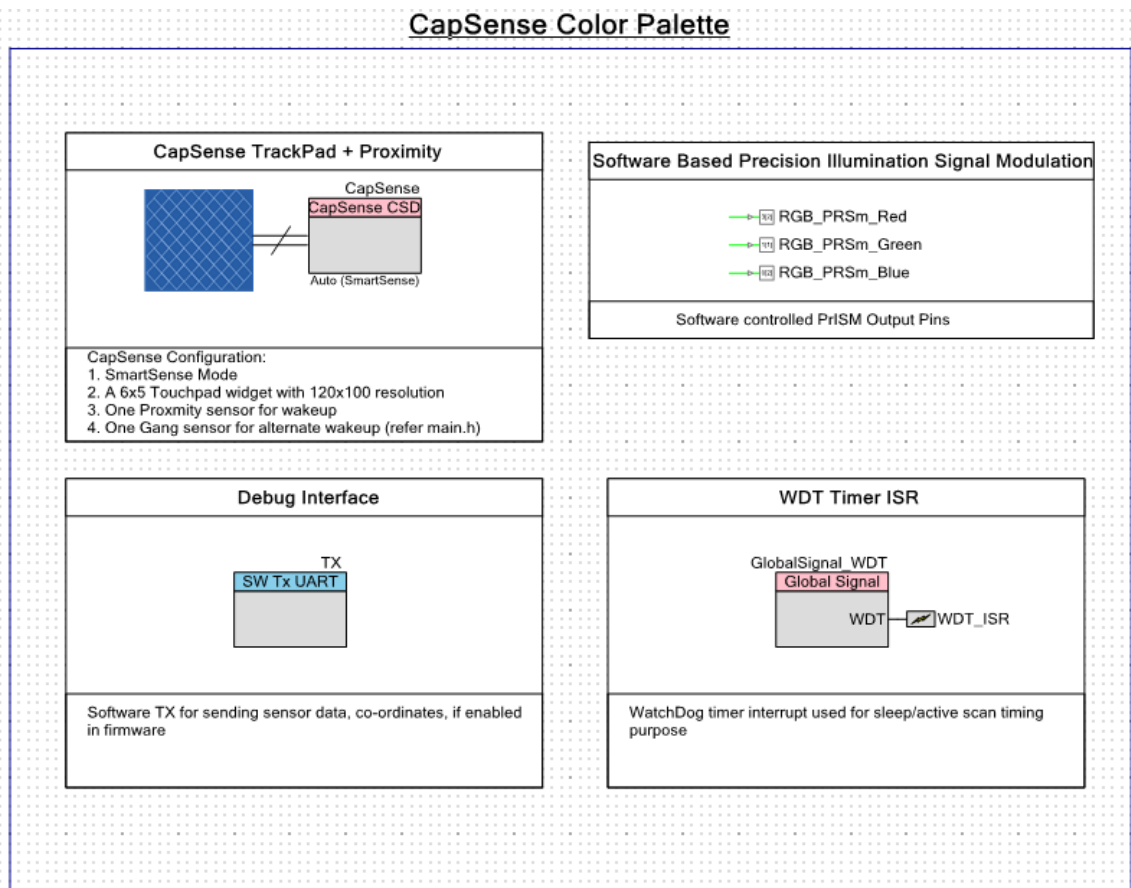 CapSense Color Palette
CapSense TrackPad + Proximity
CapSense
CapSense CSD
Auto (SmartSense)
CapSense Configuration:
1. SmartSense Mode
2. A 6x5 Touchpad widget with 120x100 resolution
3. One Proxmity sensor for wakeup
4. One Gang sensor for alternate wakeup (refer main.h)
Software Based Precision Illumination Signal Modulation
RGB_PRSm_Red
RGB_PRSm_Green
RGB_PRSm_Blue
Software controlled PrISM Output Pins
Debug Interface
TX
SW Tx UART
Software TX for sending sensor data, co-ordinates, if enabled
in firmware
WDT Timer ISR
GlobalSignal_WDT
Global Signal
WDT
WDT_ISR
WatchDog timer interrupt used for sleep/active scan timing
purpose